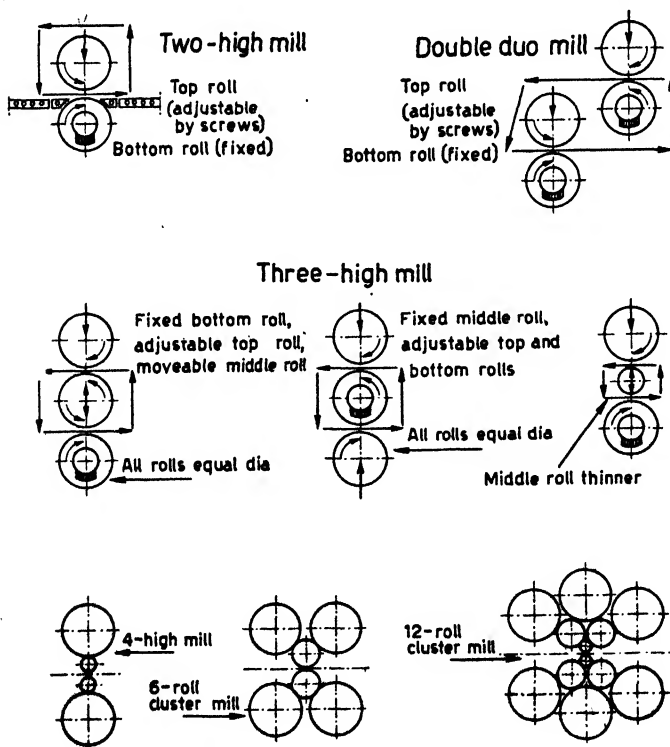 Two-high mill
Top roll
(adjustable
by screws)
Bottom roll (fixed)
Double duo mill
Top roll
(adjustable
by screws)
Bottom roll (fixed)
Three-high mill
Fixed bottom roll,
adjustable top roll,
moveable middle roll
All rolls equal dia
Fixed middle roll,
adjustable top and
bottom rolls
All rolls equal dia
Middle roll thinner
4-high mill
6-roll
cluster mill
12-roll
cluster mill